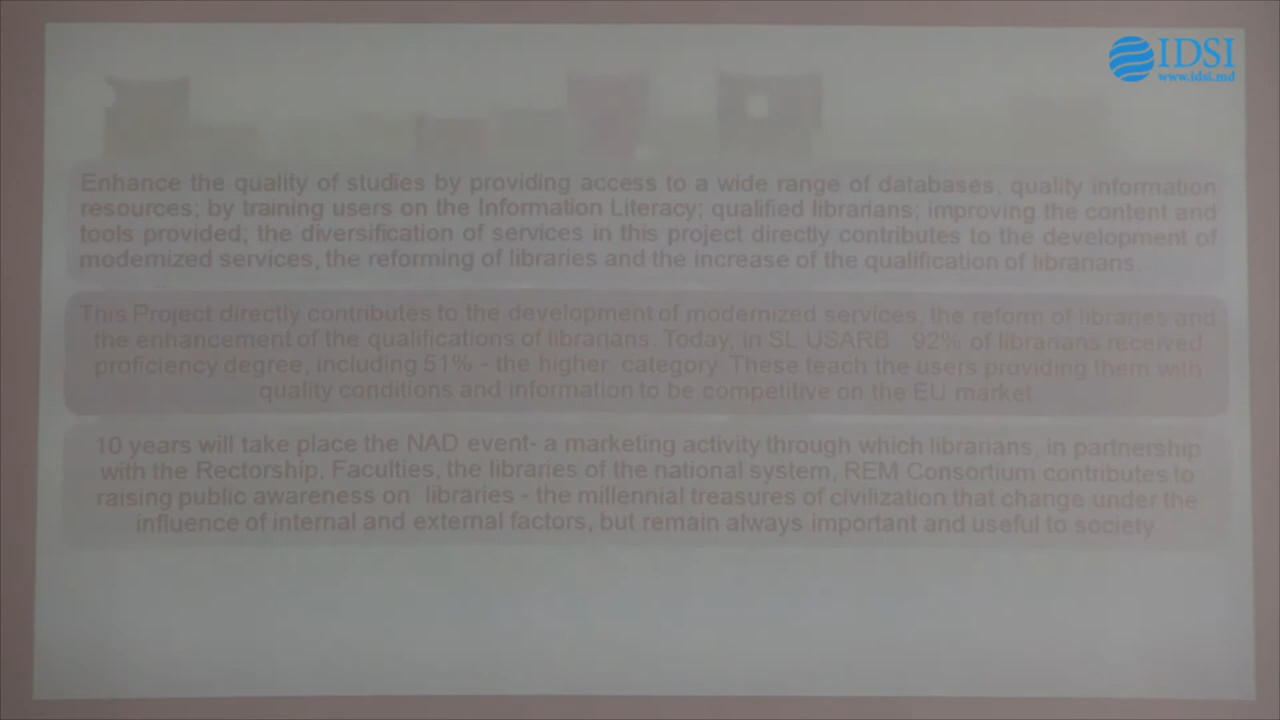 IDSI
www.idsi.md
Enhance the quality of studies by providing access to a wide range of databases, quality information
resources; by training users on the Information Literacy; qualified librarians; improving the content and
tools provided; the diversification of services in this project directly contributes to the development of
modernized services, the reforming of libraries and the increase of the qualification of librarians.
This Project directly contributes to the development of modernized services, the reform of libraries and
the enhancement of the qualifications of librarians. Today, in SL USARB 92% of librarians received
proficiency degree, including 51% - the higher category. These teach the users providing them with
quality conditions and information to be competitive on the EU market.
10 years will take place the NAD event- a marketing activity through which librarians, in partnership
with the Rectorship, Faculties, the libraries of the national system, REM Consortium contributes to
raising public awareness on libraries - the millennial treasures of civilization that change under the
influence of internal and external factors, but remain always important and useful to society